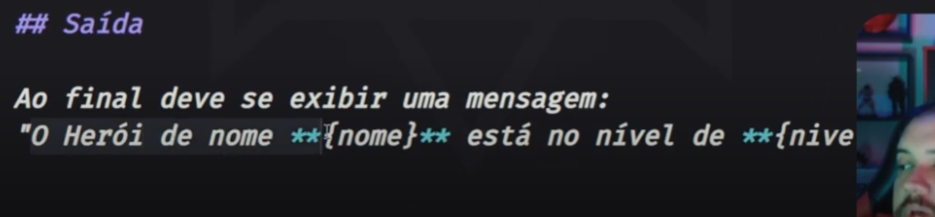 ## Saída
Ao final deve se exibir uma mensagem:
"O Herói de nome **{nome}** está no nível de **{nive